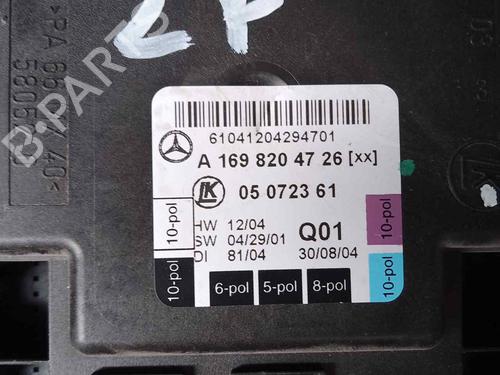 2F
61041204294701
A 169 820 47 26 [xx]
LK 05 0723 61
HW 12/04
SW 04/29/01 Q01
DI 81/04 30/08/04
10-pol
10-pol
10-pol
10-pol
6-pol 5-pol 8-pol
B-PARTS